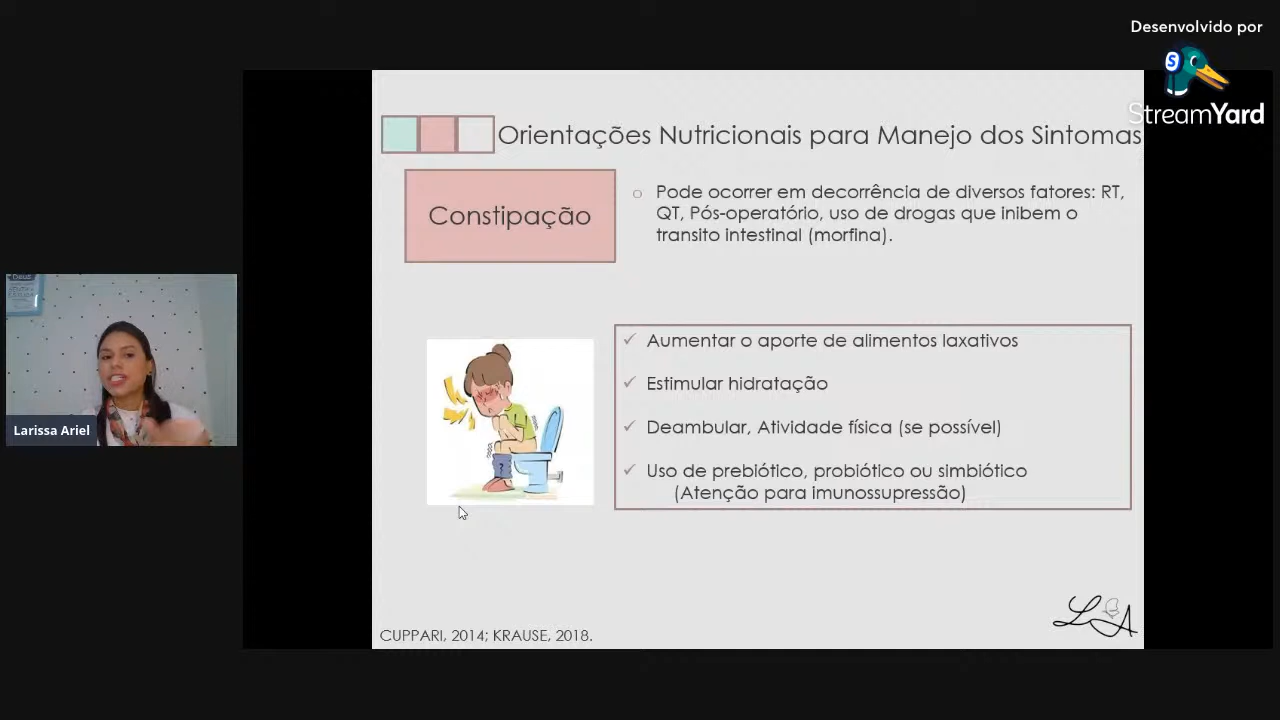 Desenvolvido por
StreamYard
Orientações Nutricionais para Manejo dos Sintomas
Constipação
Pode ocorrer em decorrência de diversos fatores: RT,
QT, Pós-operatório, uso de drogas que inibem o
transito intestinal (morfina).
Aumentar o aporte de alimentos laxativos
Estimular hidratação
Deambular, Atividade física (se possível)
Uso de prebiótico, probiótico ou simbiótico
(Atenção para imunossupressão)
Larissa Ariel
CUPPARI, 2014; KRAUSE, 2018.
LA